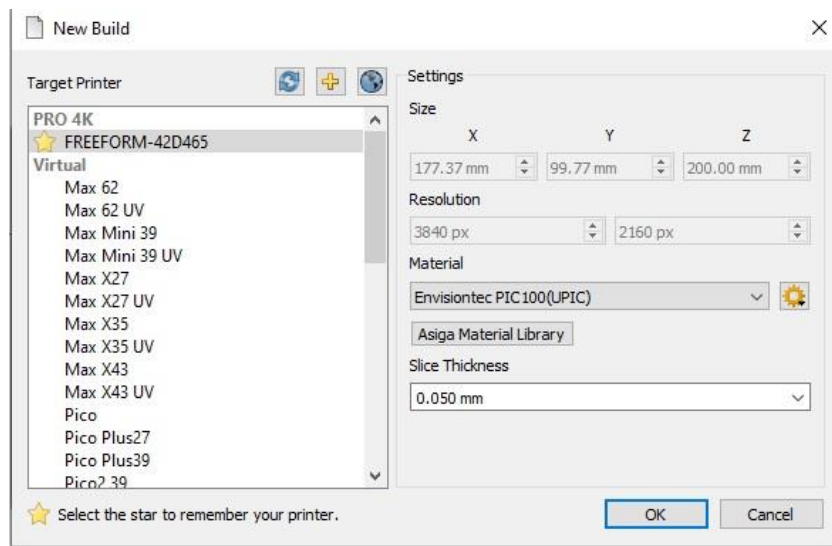 New Build
Target Printer
PRO 4K
FREEFORM-42D465
Virtual
Max 62
Max 62 UV
Max Mini 39
Max Mini 39 UV
Max X27
Max X27 UV
Max X35
Max X35 UV
Max X43
Max X43 UV
Pico
Pico Plus27
Pico Plus39
Pico2 39
Select the star to remember your printer.
Settings
Size
X Y Z
177.37 mm 99.77 mm 200.00 mm
Resolution
3840 px 2160 px
Material
Envisiontec PIC100(UPIC)
Asiga Material Library
Slice Thickness
0.050 mm
OK Cancel